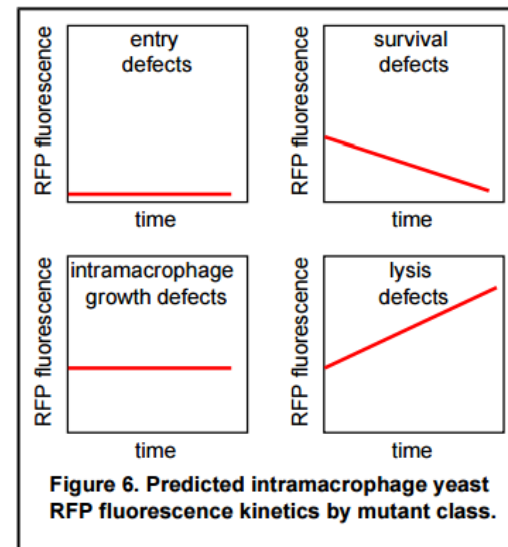 entry
defects
RFP fluorescence
time
survival
defects
RFP fluorescence
time
intramacrophage
growth defects
RFP fluorescence
time
lysis
defects
RFP fluorescence
time
Figure 6. Predicted intramacrophage yeast
RFP fluorescence kinetics by mutant class.